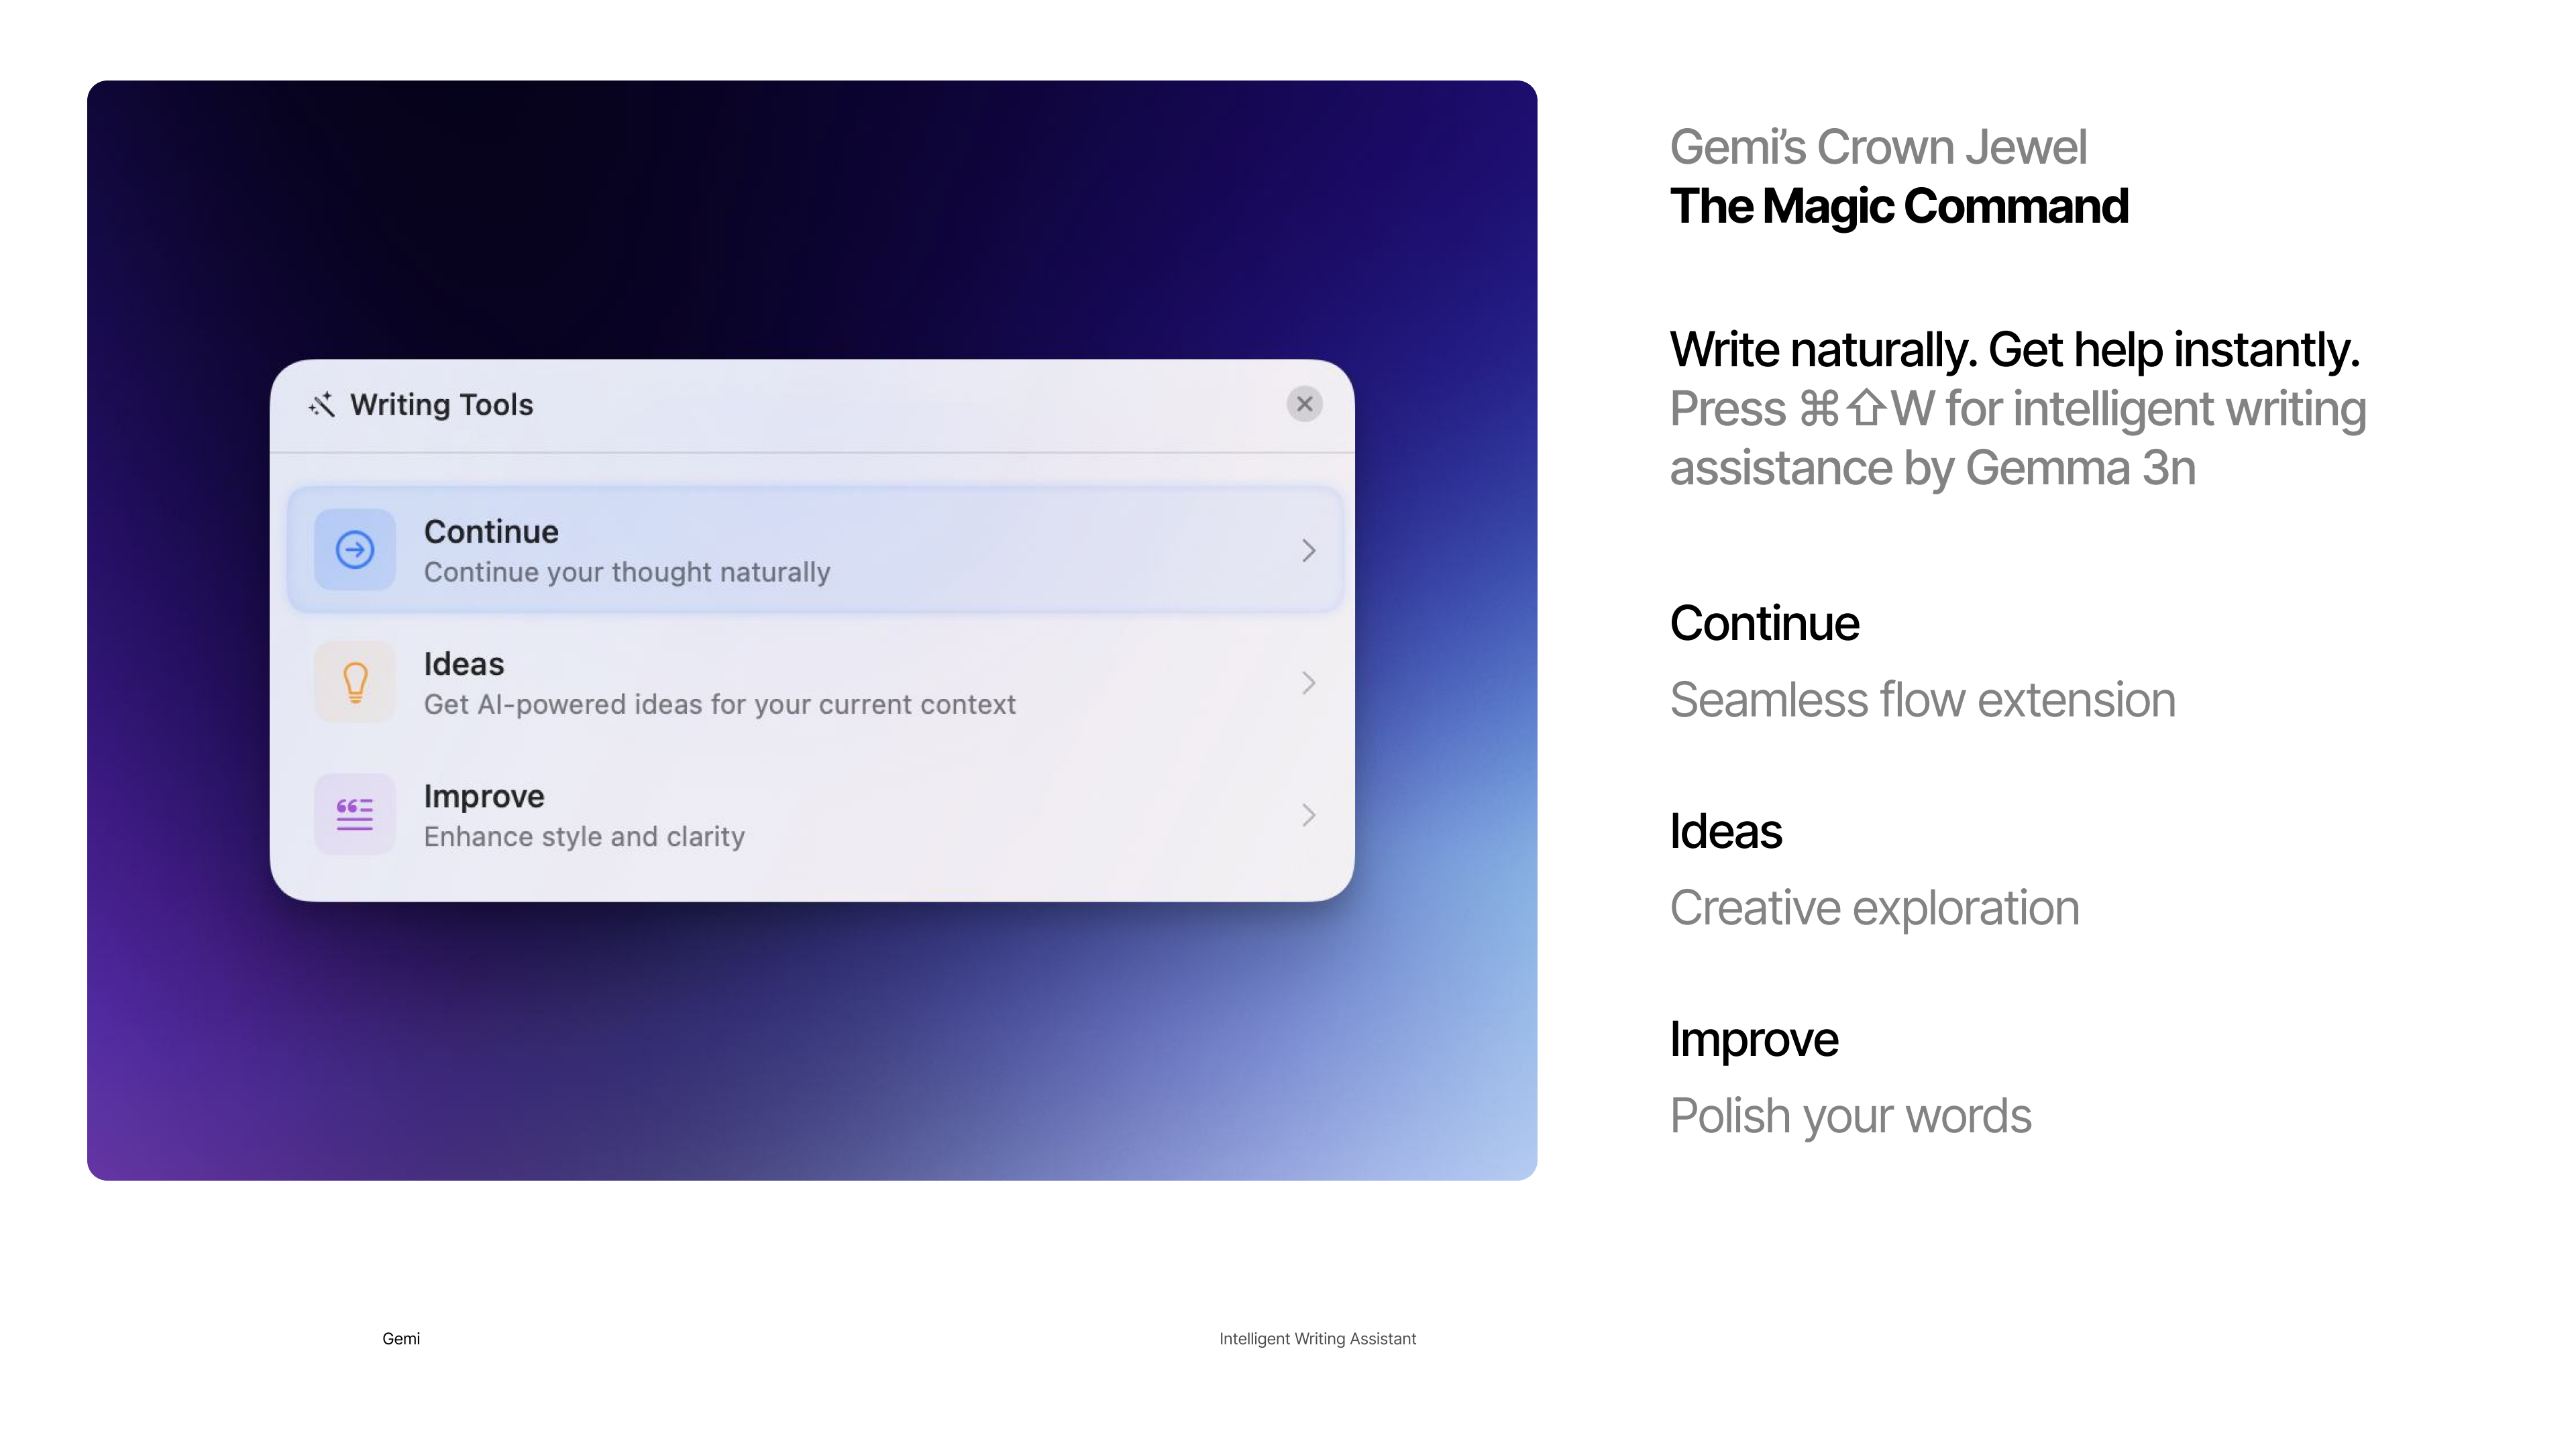 Writing Tools
Continue
Continue your thought naturally
Ideas
Get AI-powered ideas for your current context
Improve
Enhance style and clarity
Gemi’s Crown Jewel
The Magic Command
Write naturally. Get help instantly.
Press ⌘⇧W for intelligent writing
assistance by Gemma 3n
Continue
Seamless flow extension
Ideas
Creative exploration
Improve
Polish your words
Gemi
Intelligent Writing Assistant